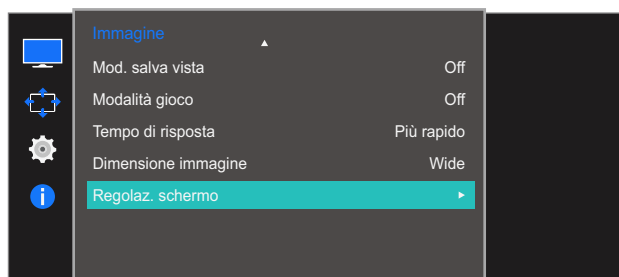 Immagine
Mod. salva vista Off
Modalità gioco Off
Tempo di risposta Più rapido
Dimensione immagine Wide
Regolaz. schermo